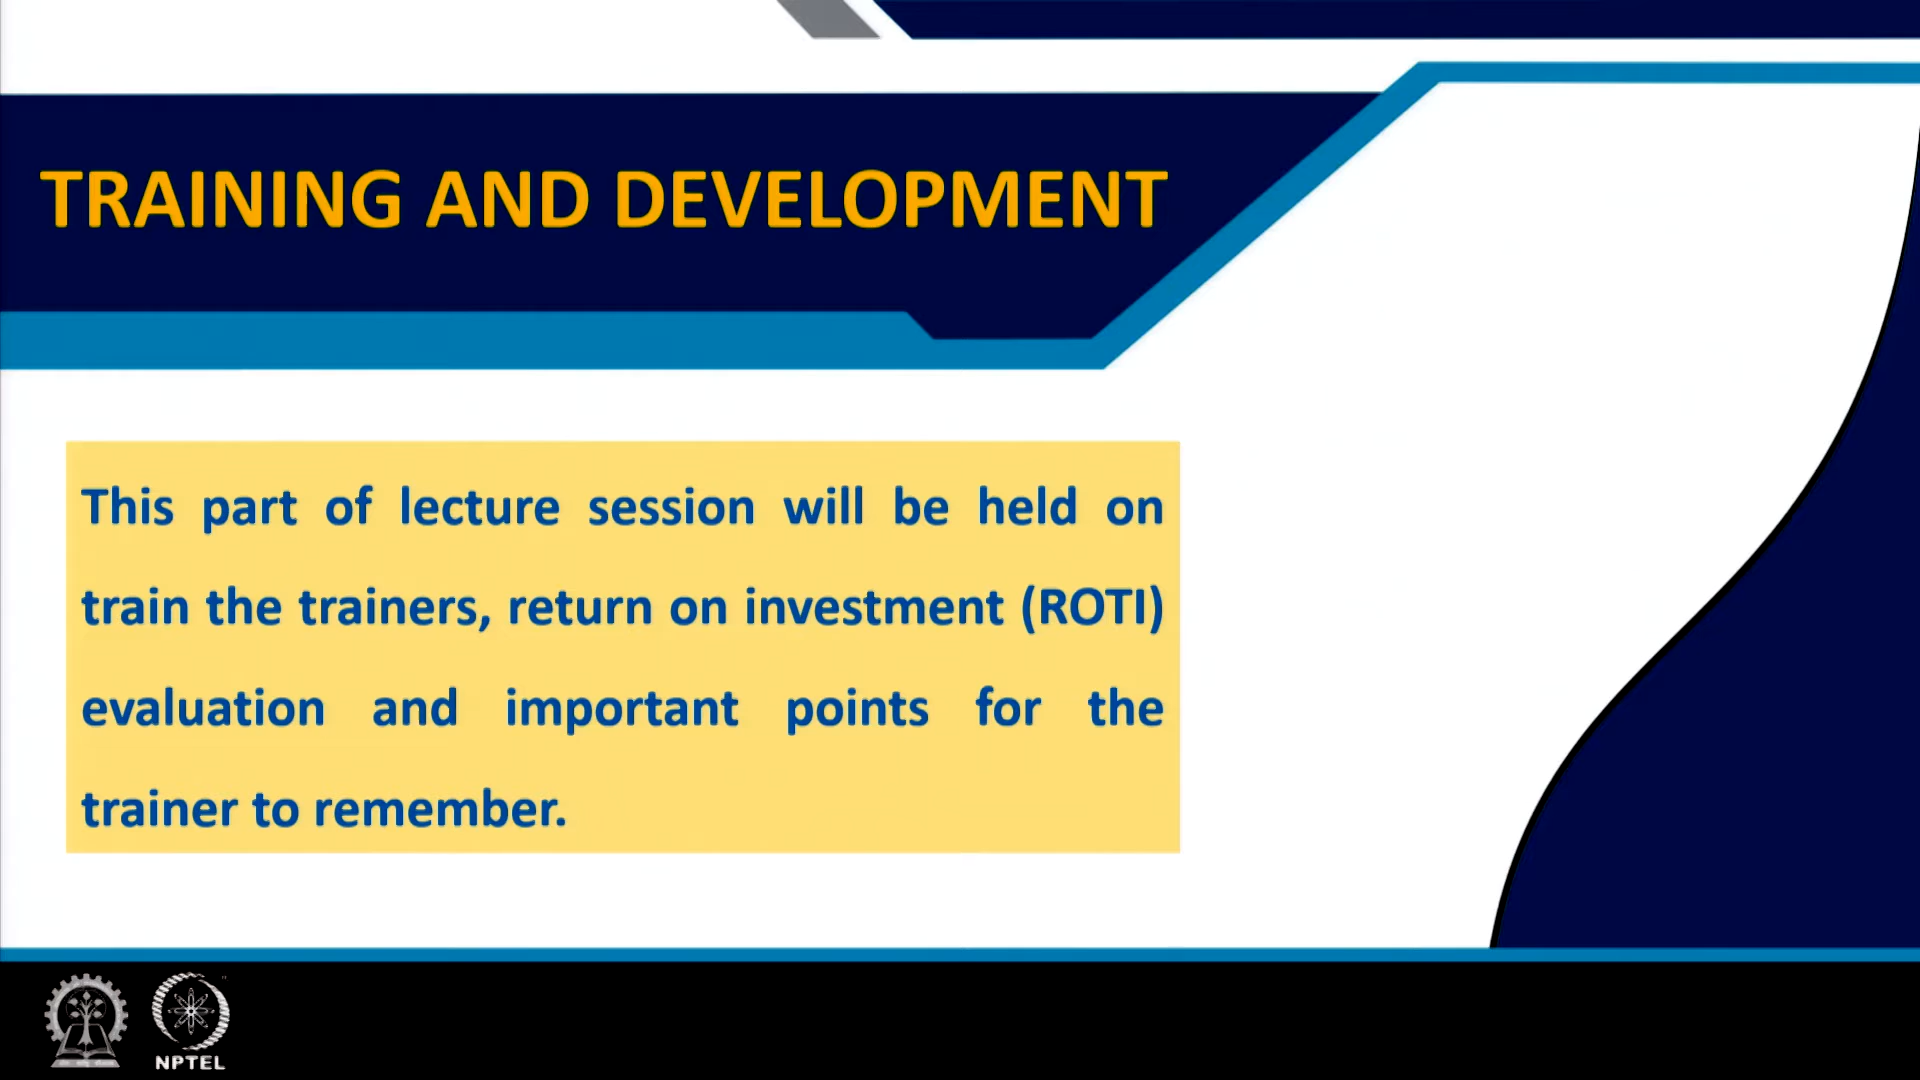 TRAINING AND DEVELOPMENT
This part of lecture session will be held on
train the trainers, return on investment (ROTI)
evaluation and important points for the
trainer to remember.
NPTEL